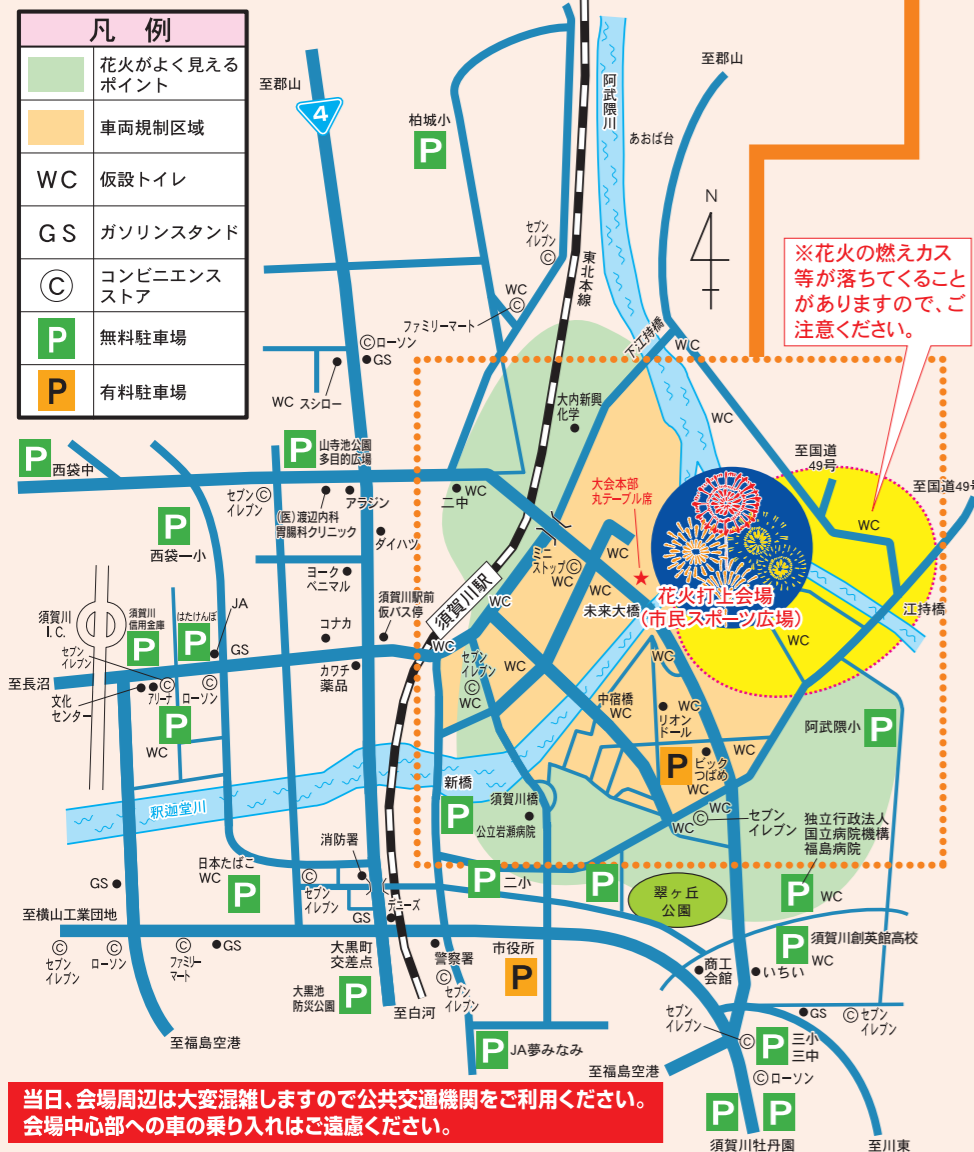 凡 例
花火がよく見える
ポイント
車両規制区域
WC
仮設トイレ
GS
ガソリンスタンド
Ⓒ
コンビニエンス
ストア
P
無料駐車場
P
有料駐車場
至郡山
4
柏城小
P
阿武隈川
至郡山
あおば台
N
セブン
イレブン
Ⓒ
東北本線
WC
Ⓒ
ファミリーマート
※花火の燃えカス
等が落ちてくること
がありますので、ご
注意ください。
下江持橋
WC
Ⓒローソン
GS
WC スシロー
大内新興
化学
WC
P
西袋中
P
山寺池公園
多目的広場
セブンⒸ
イレブン
(医)渡辺内科
胃腸科クリニック
アラジン
ダイハツ
WC
二中
大会本部
丸テーブル席
★
至国道
49号
至国道49号
WC
P
西袋一小
ヨーク
ベニマル
ミニ
ストップⒸ
WC
WC
花火打上会場
(市民スポーツ広場)
未来大橋
WC
江持橋
WC
須賀川
I.C.
須賀川
信用金庫
P
はたけんぼ
P
JA
GS
コナカ
須賀川駅前
仮バス停
須賀川駅
WC
WC
セブン
イレブン
Ⓒ
至長沼
文化
センター
アリーナ
Ⓒ
ローソン
P
WC
カワチ
薬品
セブン
イレブン
Ⓒ
WC
WC
WC
中宿橋
WC
リオン
ドール
WC
阿武隈小
P
P
ビック
つばめ
WC
WC
釈迦堂川
新橋
P
須賀川橋
公立岩瀬病院
WC
WC
Ⓒ
セブン
イレブン
独立行政法人
国立病院機構
福島病院
P
WC
消防署
日本たばこ
WC
P
GS
Ⓒ
セブン
イレブン
デニーズ
GS
P
二小
P
翠ヶ丘
公園
至横山工業団地
Ⓒ
セブン
イレブン
Ⓒ
ローソン
Ⓒ
ファミリー
マート
GS
大黒町
交差点
警察署
Ⓒ
セブン
イレブン
市役所
P
商工
会館
いちい
P
須賀川創英館高校
WC
大黒池
防災公園
P
至白河
至福島空港
P
JA夢みなみ
セブン
イレブン
Ⓒ
P
三小
三中
GS
Ⓒセブン
イレブン
至福島空港
Ⓒローソン
P
P
須賀川牡丹園
至川東
当日、会場周辺は大変混雑しますので公共交通機関をご利用ください。
会場中心部への車の乗り入れはご遠慮ください。